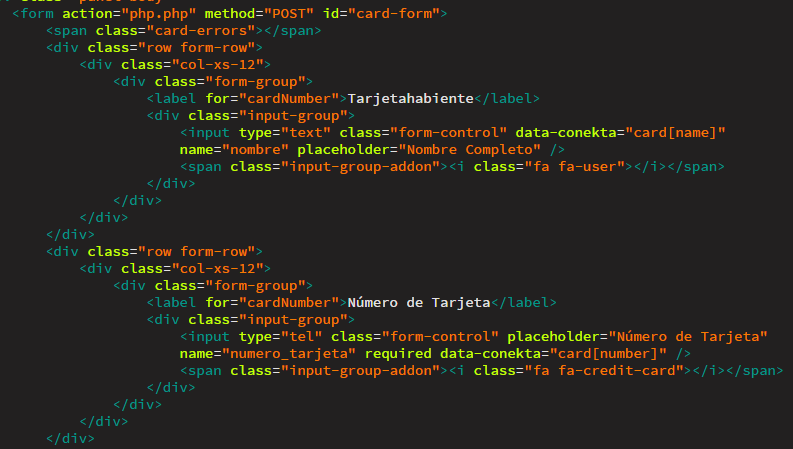 <form action="php.php" method="POST" id="card-form">
<span class="card-errors"></span>
<div class="row form-row">
<div class="col-xs-12">
<div class="form-group">
<label for="cardNumber">Tarjetahabiente</label>
<div class="input-group">
<input type="text" class="form-control" data-conekta="card[name]"
name="nombre" placeholder="Nombre Completo" />
<span class="input-group-addon"><i class="fa fa-user"></i></span>
</div>
</div>
</div>
</div>
<div class="row form-row">
<div class="col-xs-12">
<div class="form-group">
<label for="cardNumber">Número de Tarjeta</label>
<div class="input-group">
<input type="tel" class="form-control" placeholder="Número de Tarjeta"
name="numero_tarjeta" required data-conekta="card[number]" />
<span class="input-group-addon"><i class="fa fa-credit-card"></i></span>
</div>
</div>
</div>
</div>